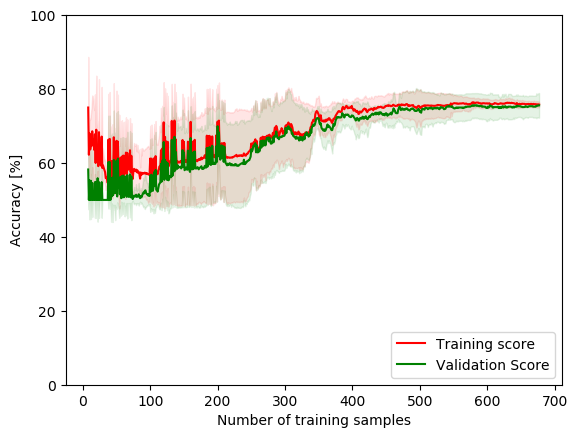 100
80
60
40
20
0
Accuracy [%]
0 100 200 300 400 500 600 700
Number of training samples
Training score
Validation Score